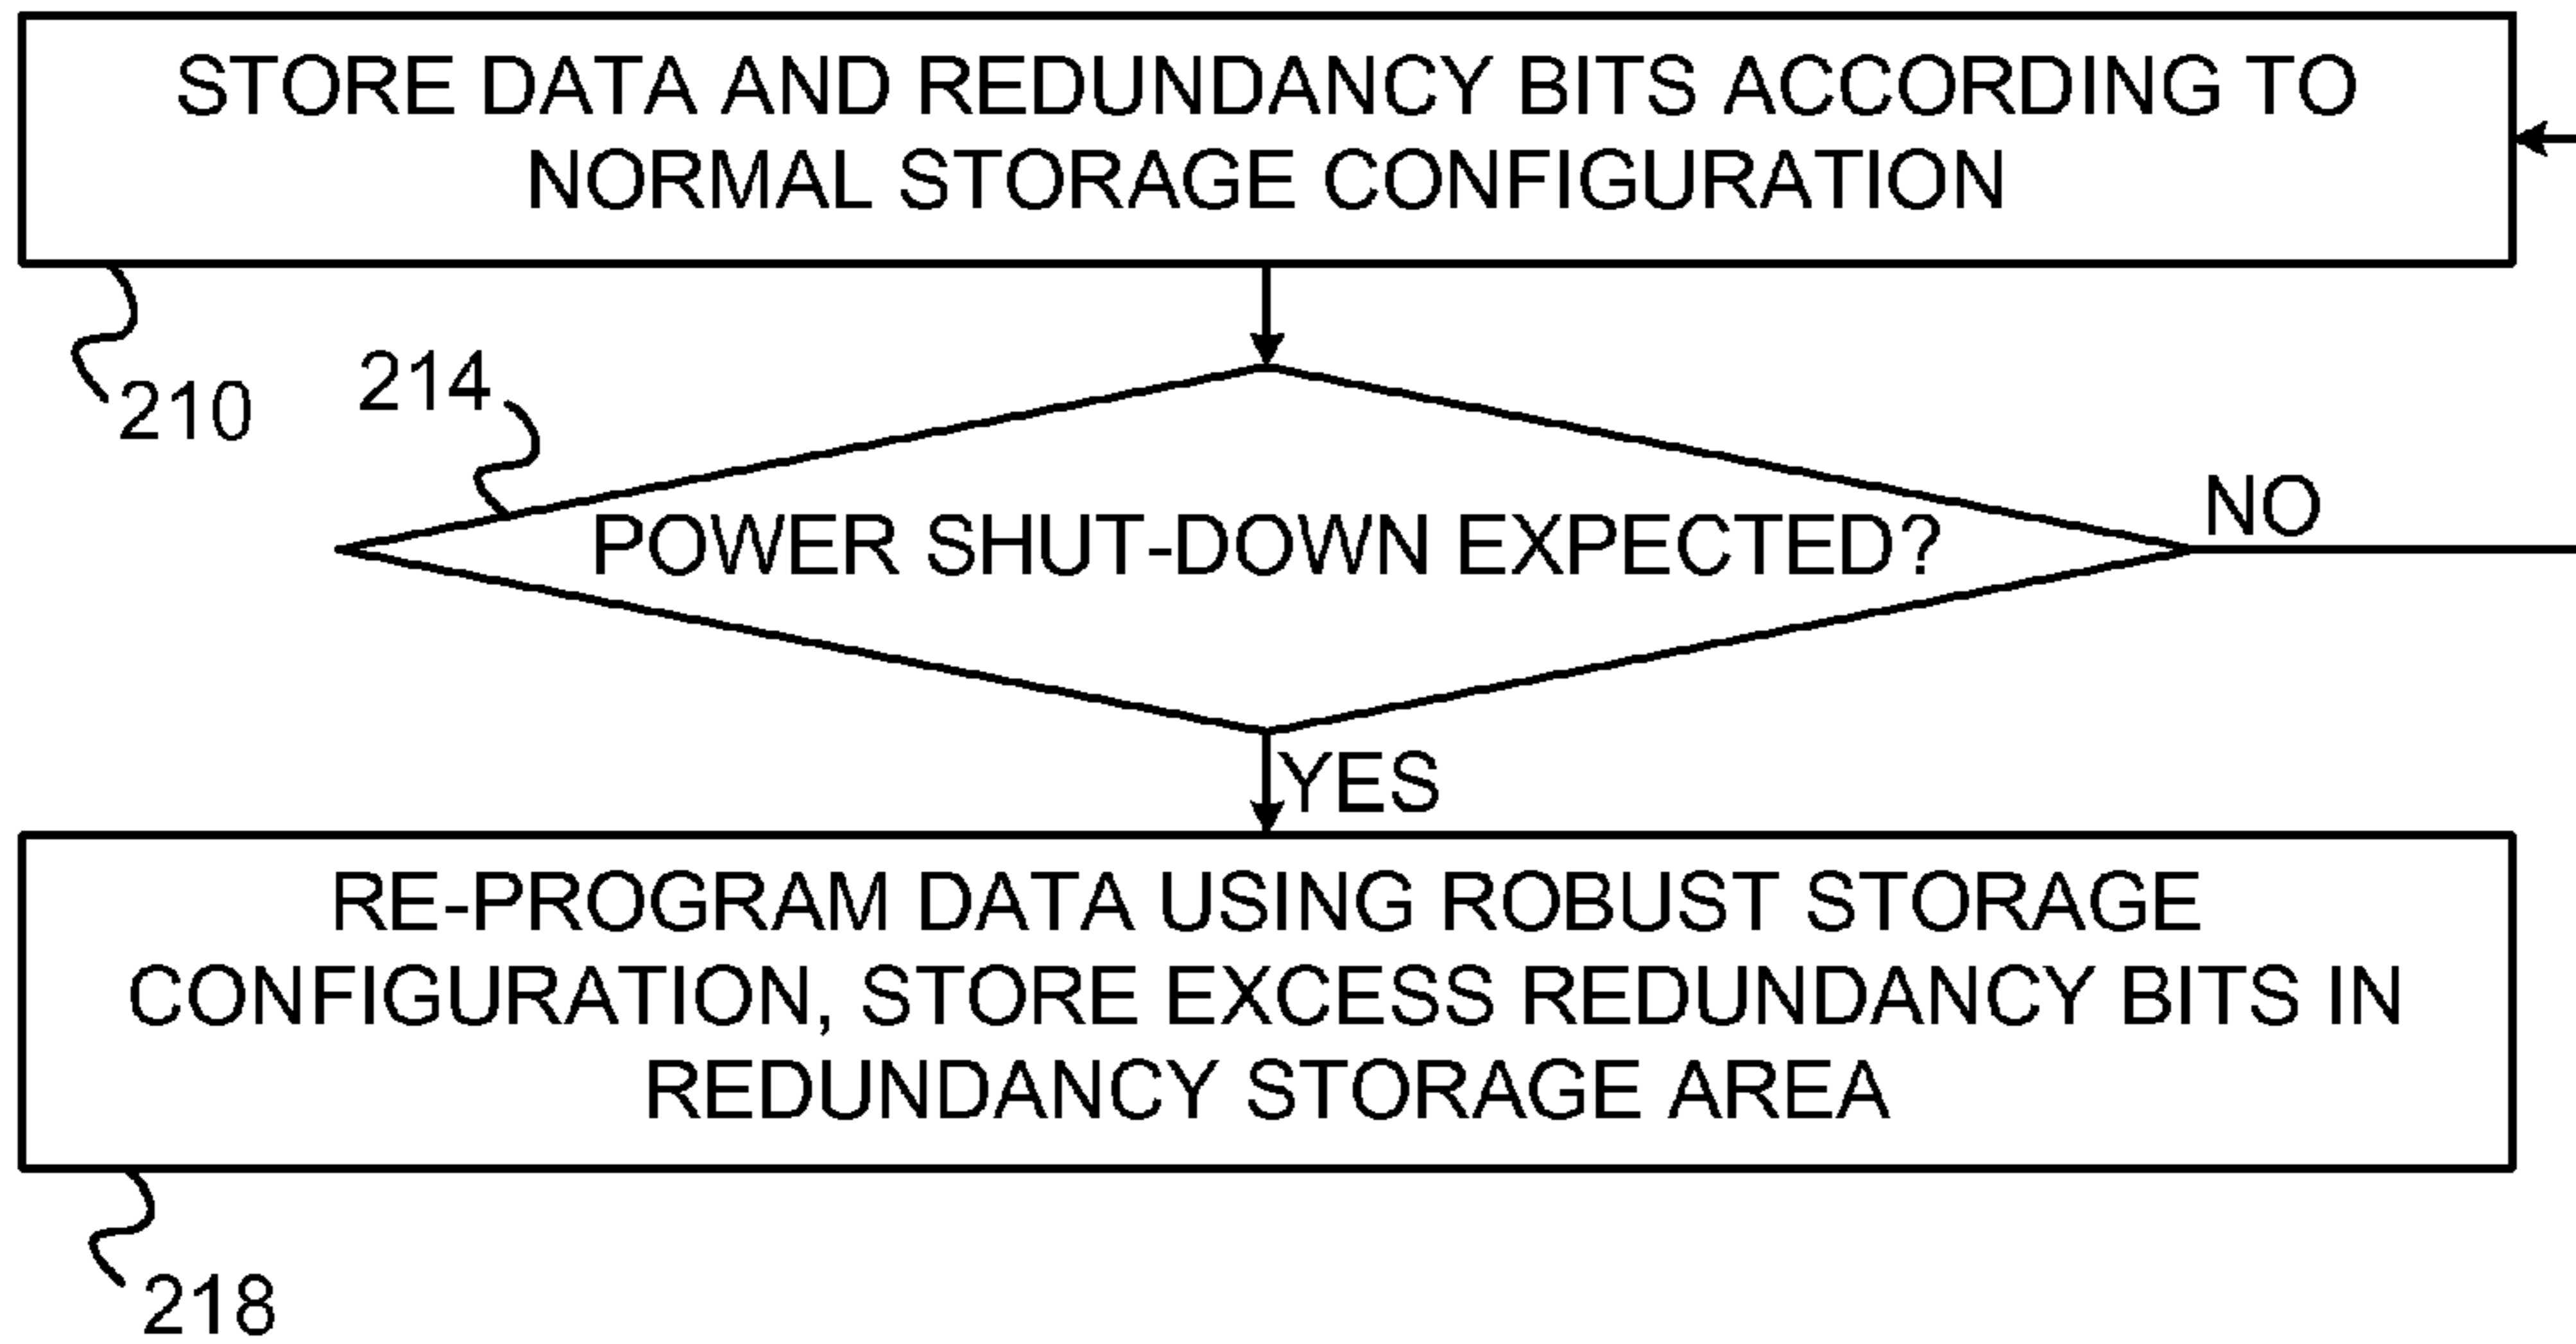 STORE DATA AND REDUNDANCY BITS ACCORDING TO
NORMAL STORAGE CONFIGURATION
210
214
POWER SHUT-DOWN EXPECTED?
NO
YES
RE-PROGRAM DATA USING ROBUST STORAGE
CONFIGURATION, STORE EXCESS REDUNDANCY BITS IN
REDUNDANCY STORAGE AREA
218